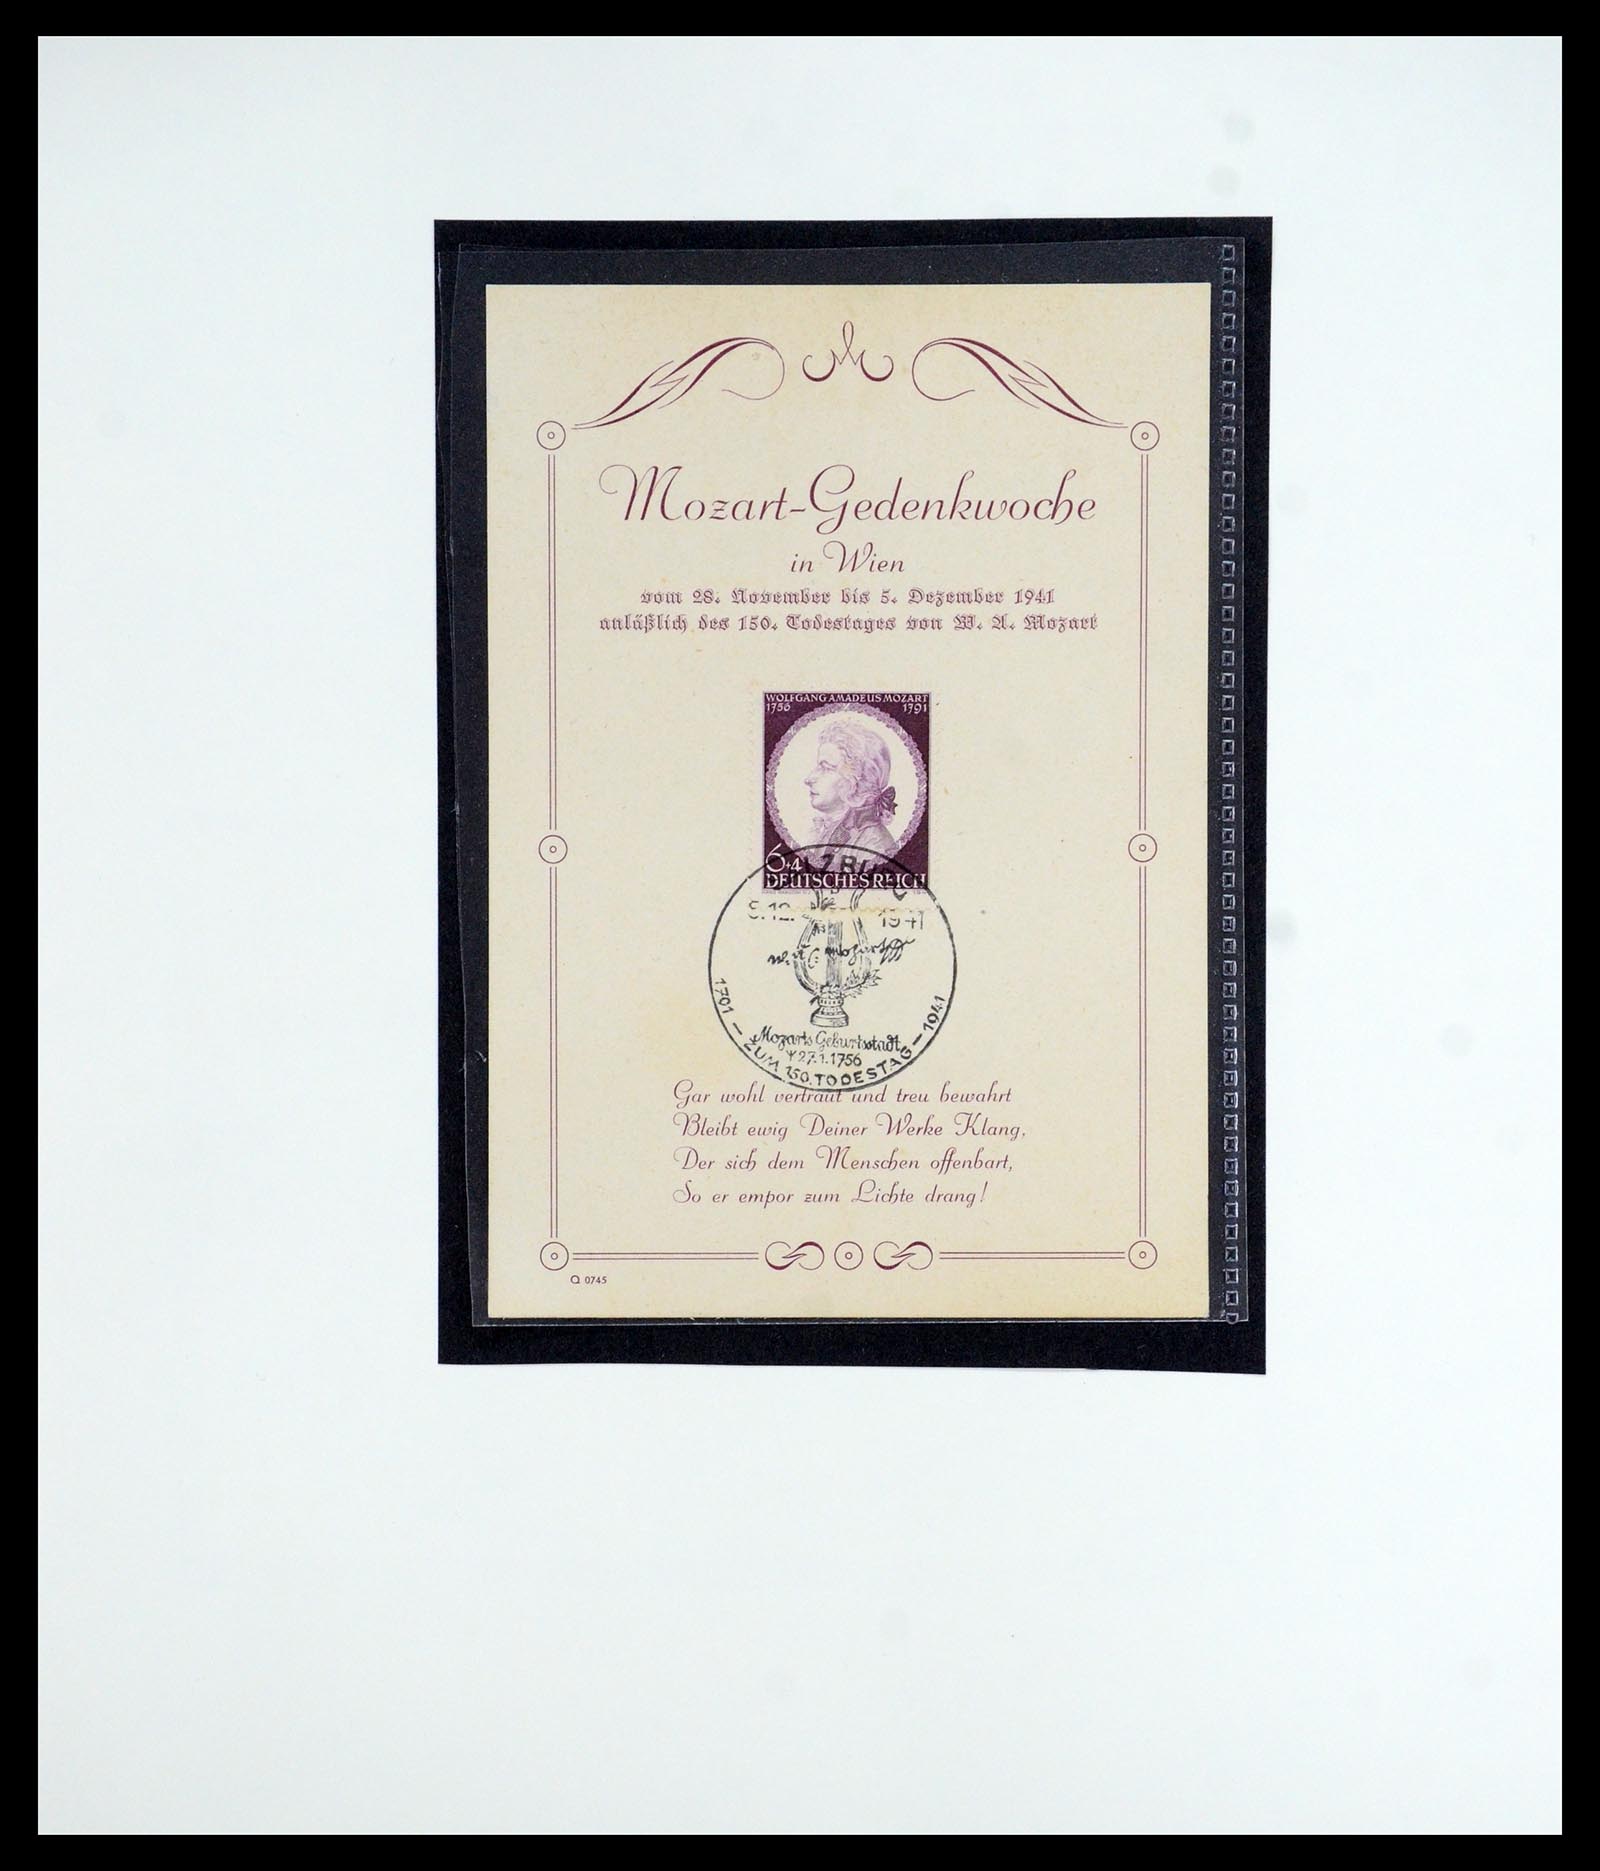 Mozart-Gedenkwoche
in Wien
vom 28. November bis 5. Dezember 1941
anläßlich des 150. Todestages von W. A. Mozart
WOLFGANG AMADEUS MOZART
1756 1791
6+4
DEUTSCHES REICH
SALZBURG
5.12. 1941
Mozarts Geburtsstadt
27.1.1756
1791 - ZUM 150. TODESTAG - 1941
Gar wohl vertraut und treu bewahrt
Bleibt ewig Deiner Werke Klang,
Der sich dem Menschen offenbart,
So er empor zum Lichte drang!
Q 0745